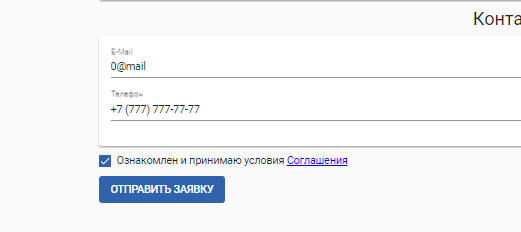 Конта
E-Mail
0@mail
Телефон
+7 (777) 777-77-77
Ознакомлен и принимаю условия Соглашения
ОТПРАВИТЬ ЗАЯВКУ